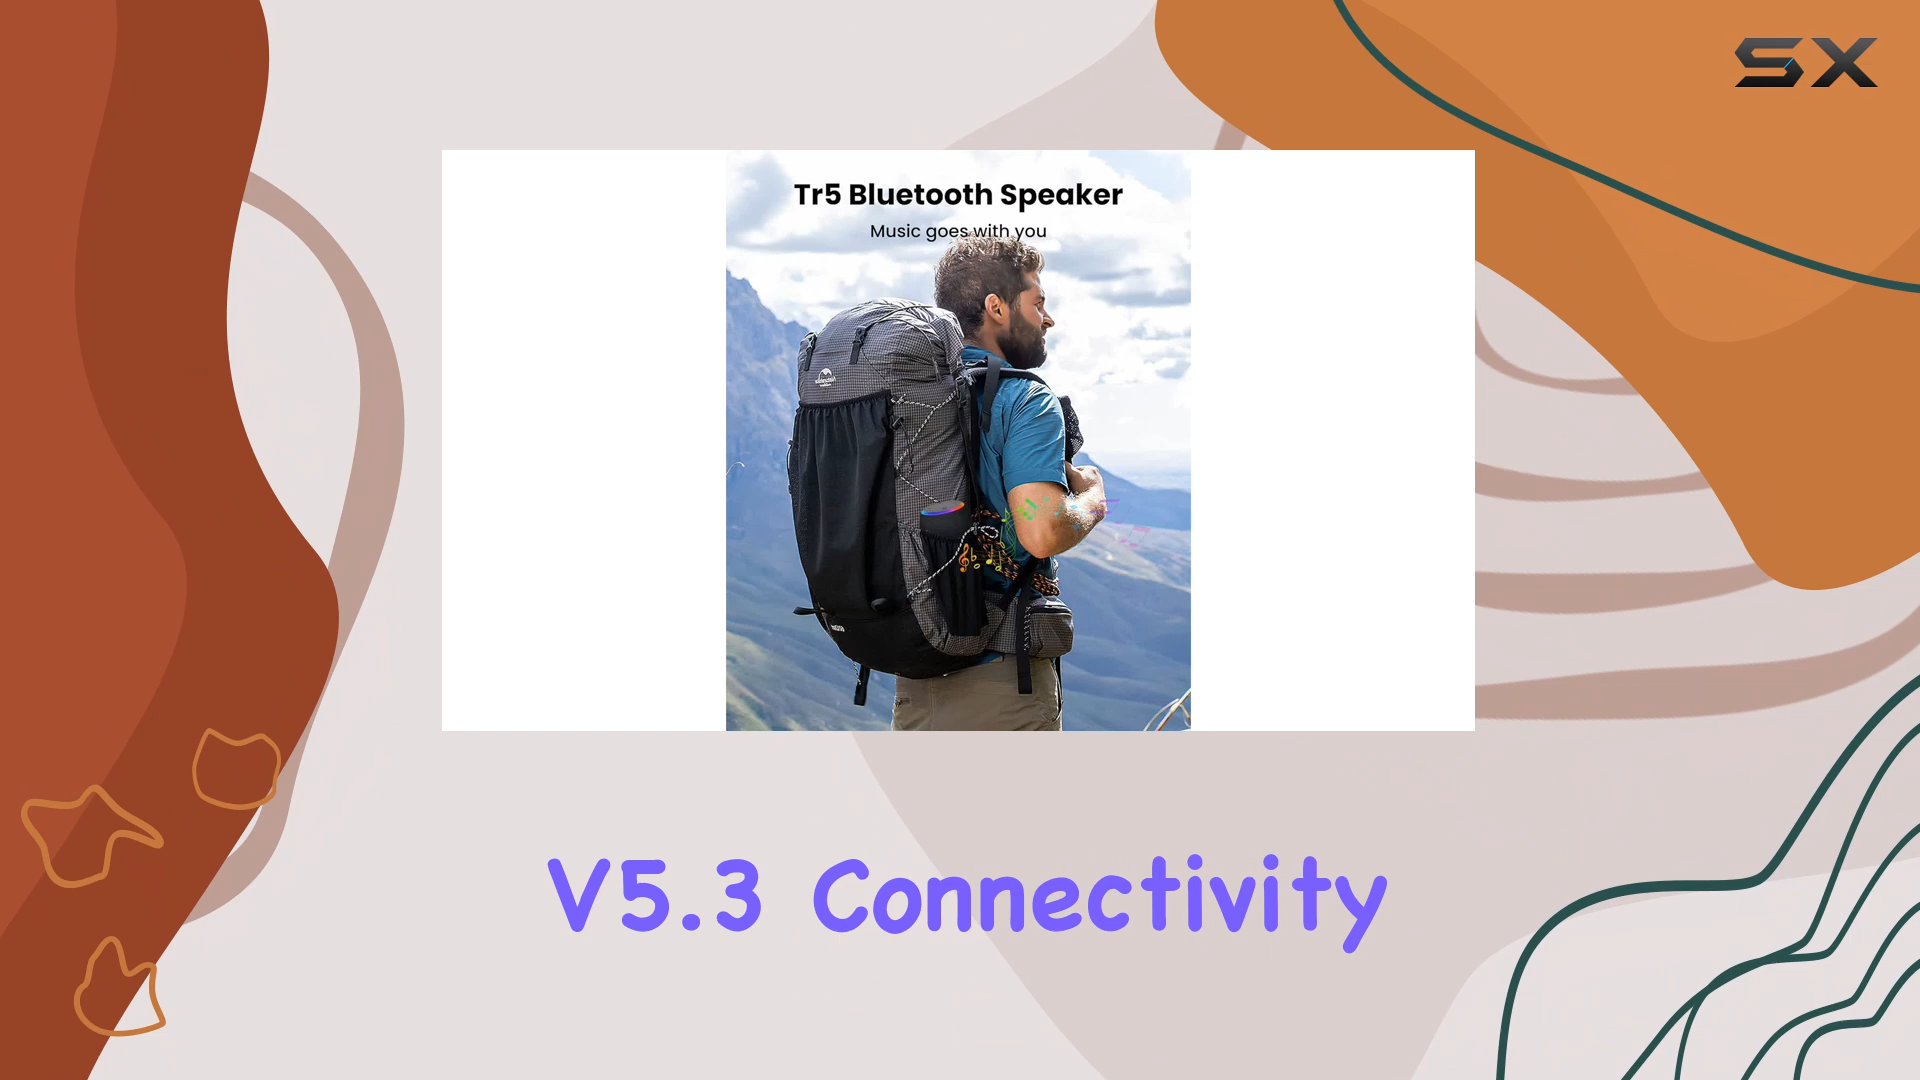 SX
Tr5 Bluetooth Speaker
Music goes with you
V5.3 Connectivity